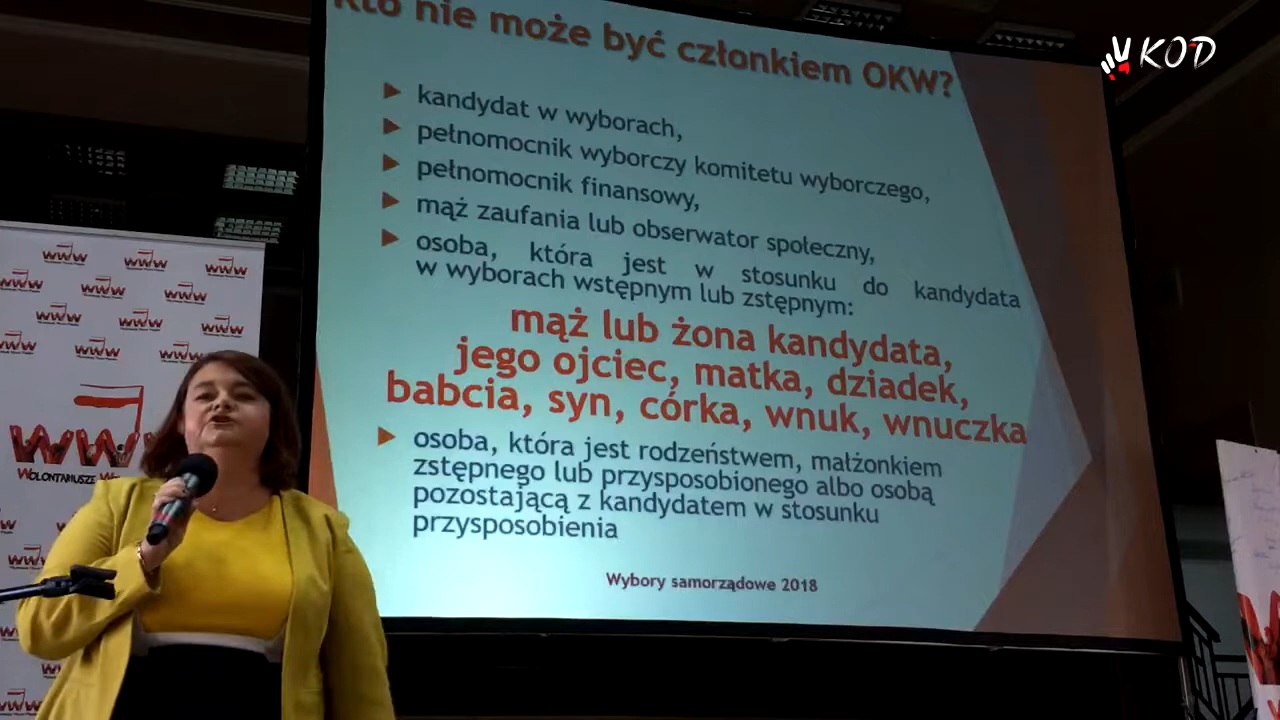 Kto nie może być członkiem OKW?
KOD
kandydat w wyborach,
pełnomocnik wyborczy komitetu wyborczego,
pełnomocnik finansowy,
mąż zaufania lub obserwator społeczny,
osoba, która jest w stosunku do kandydata
w wyborach wstępnym lub zstępnym:
mąż lub żona kandydata,
jego ojciec, matka, dziadek,
babcia, syn, córka, wnuk, wnuczka
osoba, która jest rodzeństwem, małżonkiem
zstępnego lub przysposobionego albo osobą
pozostającą z kandydatem w stosunku
przysposobienia
Wybory samorządowe 2018
WWW
WOLONTARIUSZE